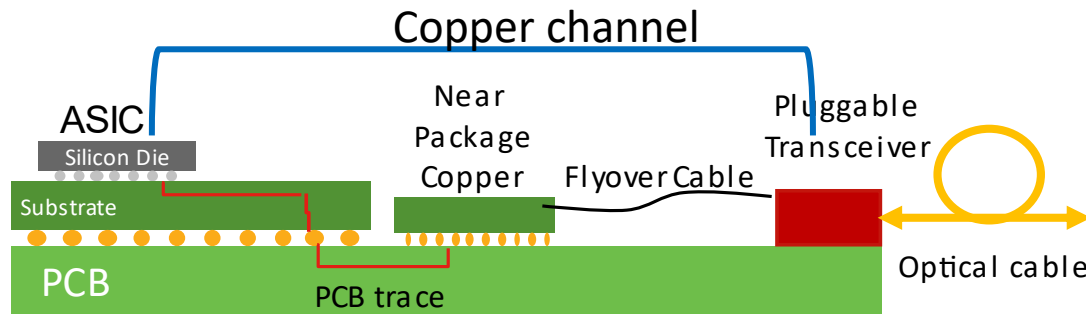 Copper channel
ASIC
Silicon Die
Substrate
PCB
PCB trace
Near
Package
Copper
Flyover Cable
Pluggable
Transceiver
Optical cable